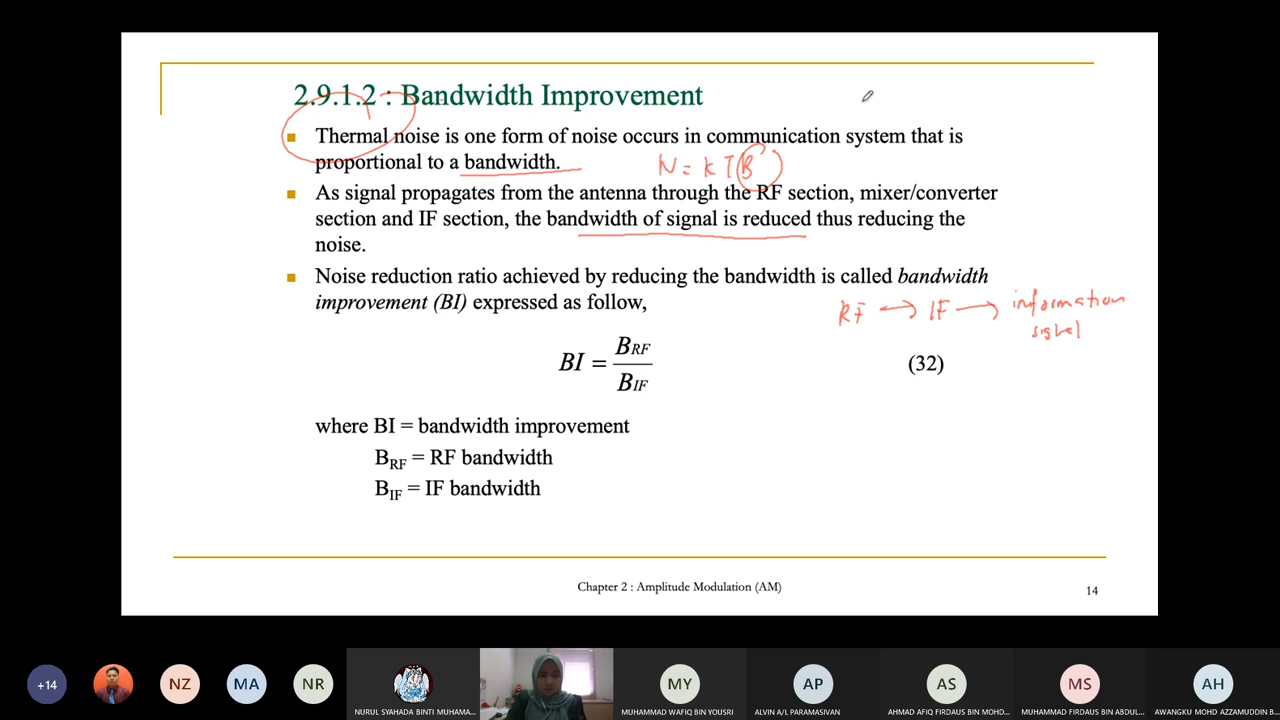 2.9.1.2 : Bandwidth Improvement
Thermal noise is one form of noise occurs in communication system that is
proportional to a bandwidth.
N = K T B
As signal propagates from the antenna through the RF section, mixer/converter
section and IF section, the bandwidth of signal is reduced thus reducing the
noise.
Noise reduction ratio achieved by reducing the bandwidth is called bandwidth
improvement (BI) expressed as follow,
RF → IF → information
signal
BI = BRF / BIF
(32)
where BI = bandwidth improvement
BRF = RF bandwidth
BIF = IF bandwidth
Chapter 2 : Amplitude Modulation (AM)
14
+14
NZ
MA
NR
MY
AP
AS
MS
AH
NURUL SYAHADA BINTI MUHAMA...
MUHAMMAD WAFIQ BIN YOUSRI
ALVIN A/L PARAMASIVAN
AHMAD AFIQ FIRDAUS BIN MOHD...
MUHAMMAD FIRDAUS BIN ABDUL...
AWANGKU MOHD AZZAMUDDIN B...